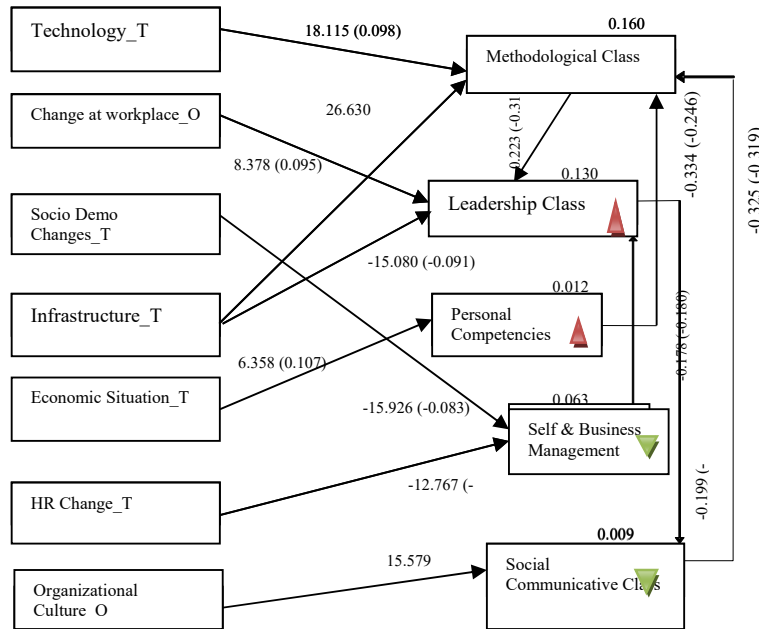 Technology_T
18.115 (0.098)
0.160
Methodological Class
Change at workplace_O
26.630
0.223 (-0.31
-0.334 (-0.246)
-0.325 (-0.319)
8.378 (0.095)
0.130
Leadership Class
Socio Demo
Changes_T
-15.080 (-0.091)
Infrastructure_T
0.012
Personal
Competencies
-0.178 (-0.180)
6.358 (0.107)
Economic Situation_T
-15.926 (-0.083)
0.063
Self & Business
Management
HR Change_T
-12.767 (-
-0.199 (-
0.009
Social
Communicative Class
15.579
Organizational
Culture_O